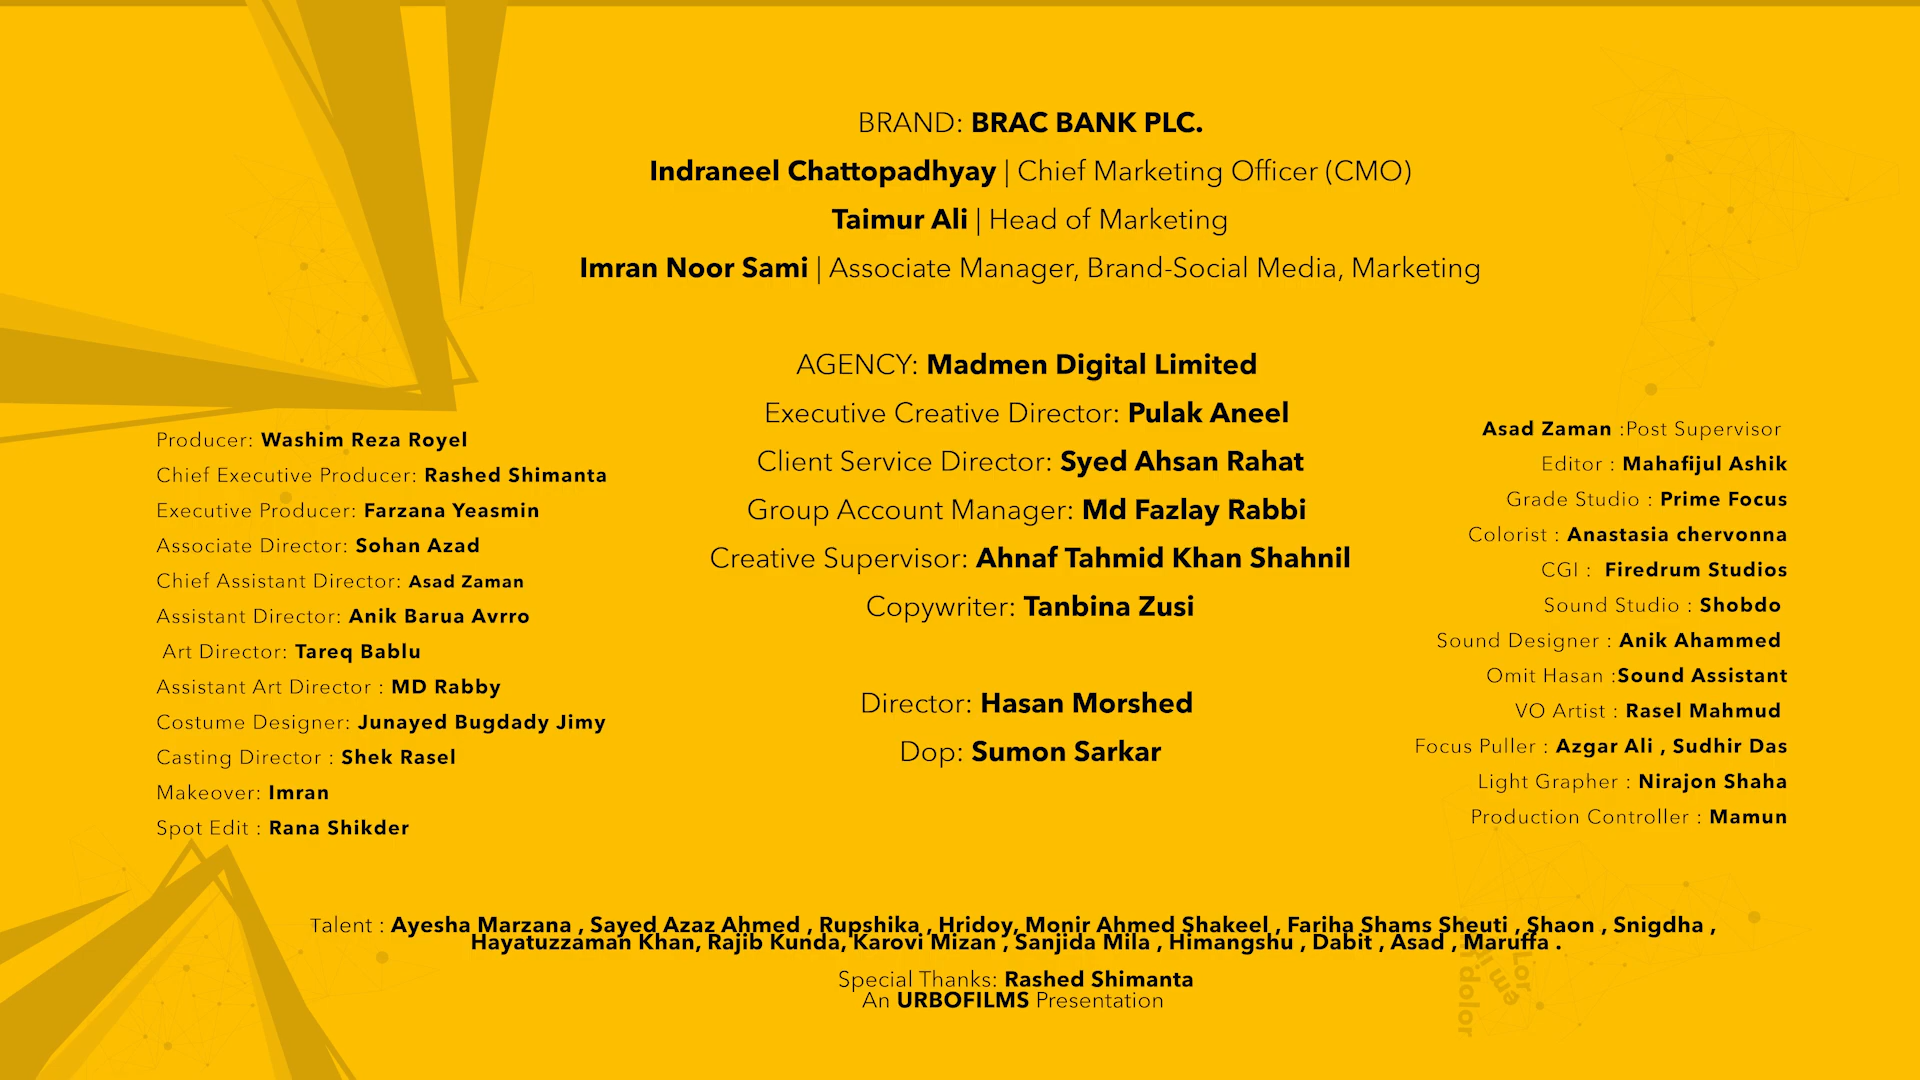 BRAND: BRAC BANK PLC.
Indraneel Chattopadhyay | Chief Marketing Officer (CMO)
Taimur Ali | Head of Marketing
Imran Noor Sami | Associate Manager, Brand-Social Media, Marketing
AGENCY: Madmen Digital Limited
Executive Creative Director: Pulak Aneel
Client Service Director: Syed Ahsan Rahat
Group Account Manager: Md Fazlay Rabbi
Creative Supervisor: Ahnaf Tahmid Khan Shahnil
Copywriter: Tanbina Zusi
Director: Hasan Morshed
Dop: Sumon Sarkar
Producer: Washim Reza Royel
Chief Executive Producer: Rashed Shimanta
Executive Producer: Farzana Yeasmin
Associate Director: Sohan Azad
Chief Assistant Director: Asad Zaman
Assistant Director: Anik Barua Avrro
Art Director: Tareq Bablu
Assistant Art Director : MD Rabby
Costume Designer: Junayed Bugdady Jimy
Casting Director : Shek Rasel
Makeover: Imran
Spot Edit : Rana Shikder
Asad Zaman :Post Supervisor
Editor : Mahafijul Ashik
Grade Studio : Prime Focus
Colorist : Anastasia chervonna
CGI : Firedrum Studios
Sound Studio : Shobdo
Sound Designer : Anik Ahammed
Omit Hasan :Sound Assistant
VO Artist : Rasel Mahmud
Focus Puller : Azgar Ali , Sudhir Das
Light Grapher : Nirajon Shaha
Production Controller : Mamun
Talent : Ayesha Marzana , Sayed Azaz Ahmed , Rupshika , Hridoy, Monir Ahmed Shakeel , Fariha Shams Sheuti , Shaon , Snigdha ,
Hayatuzzaman Khan, Rajib Kunda, Karovi Mizan , Sanjida Mila , Himangshu , Dabit , Asad , Maruffa .
Special Thanks: Rashed Shimanta
An URBOFILMS Presentation
dolor